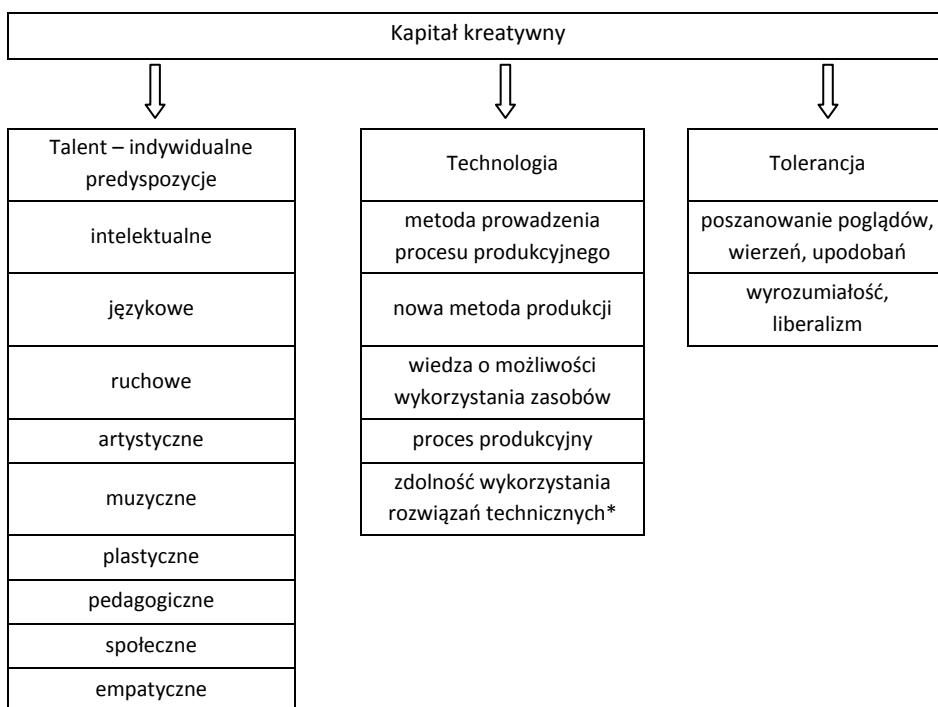 Kapitał kreatywny
Talent – indywidualne
predyspozycje
intelektualne
językowe
ruchowe
artystyczne
muzyczne
plastyczne
pedagogiczne
społeczne
empatyczne
Technologia
metoda prowadzenia
procesu produkcyjnego
nowa metoda produkcji
wiedza o możliwości
wykorzystania zasobów
proces produkcyjny
zdolność wykorzystania
rozwiązań technicznych*
Tolerancja
poszanowanie poglądów,
wierzeń, upodobań
wyrozumiałość,
liberalizm